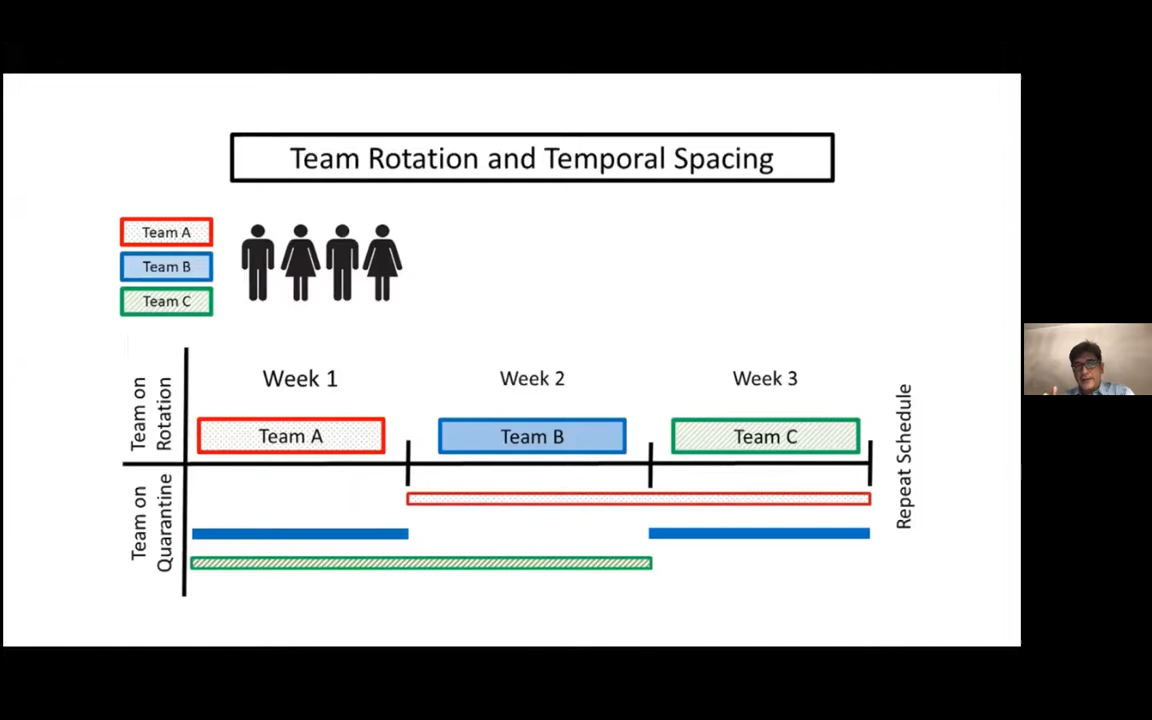 Team Rotation and Temporal Spacing
Team A
Team B
Team C
Team on
Rotation
Week 1
Week 2
Week 3
Team A
Team B
Team C
Team on
Quarantine
Repeat Schedule